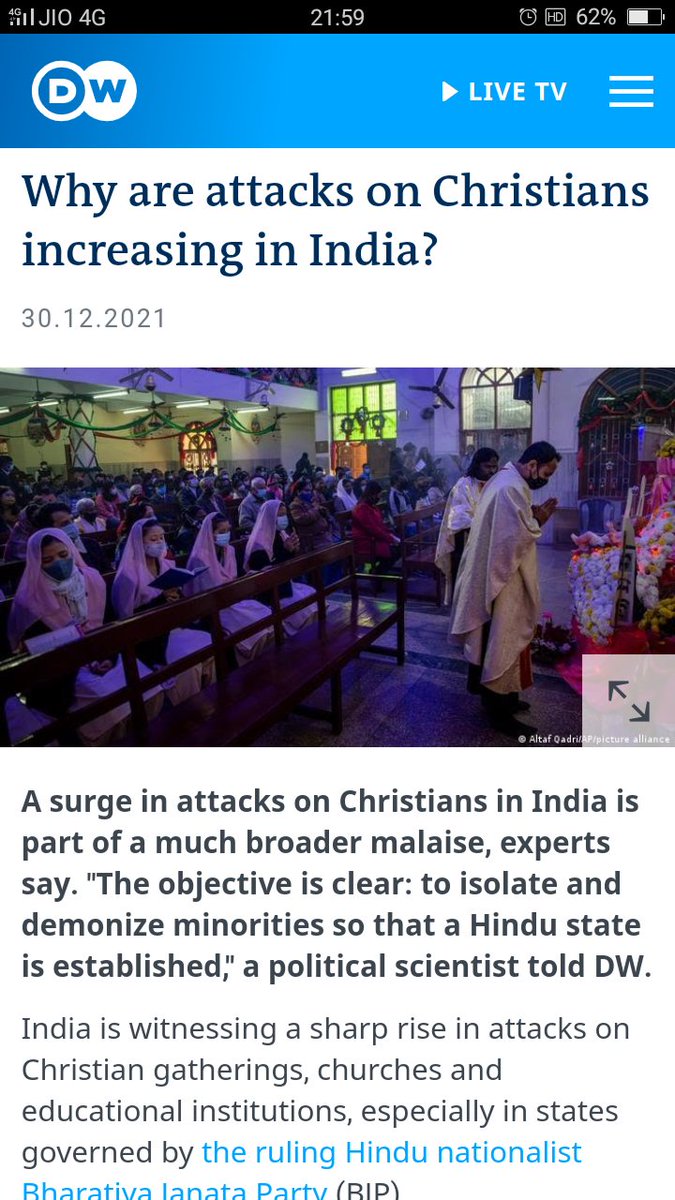 4G JIO 4G 21:59 HD 62%
DW LIVE TV
Why are attacks on Christians
increasing in India?
30.12.2021
© Altaf Qadri/AP/picture alliance
A surge in attacks on Christians in India is
part of a much broader malaise, experts
say. "The objective is clear: to isolate and
demonize minorities so that a Hindu state
is established," a political scientist told DW.
India is witnessing a sharp rise in attacks on
Christian gatherings, churches and
educational institutions, especially in states
governed by the ruling Hindu nationalist
Bharatiya Janata Party (BJP)